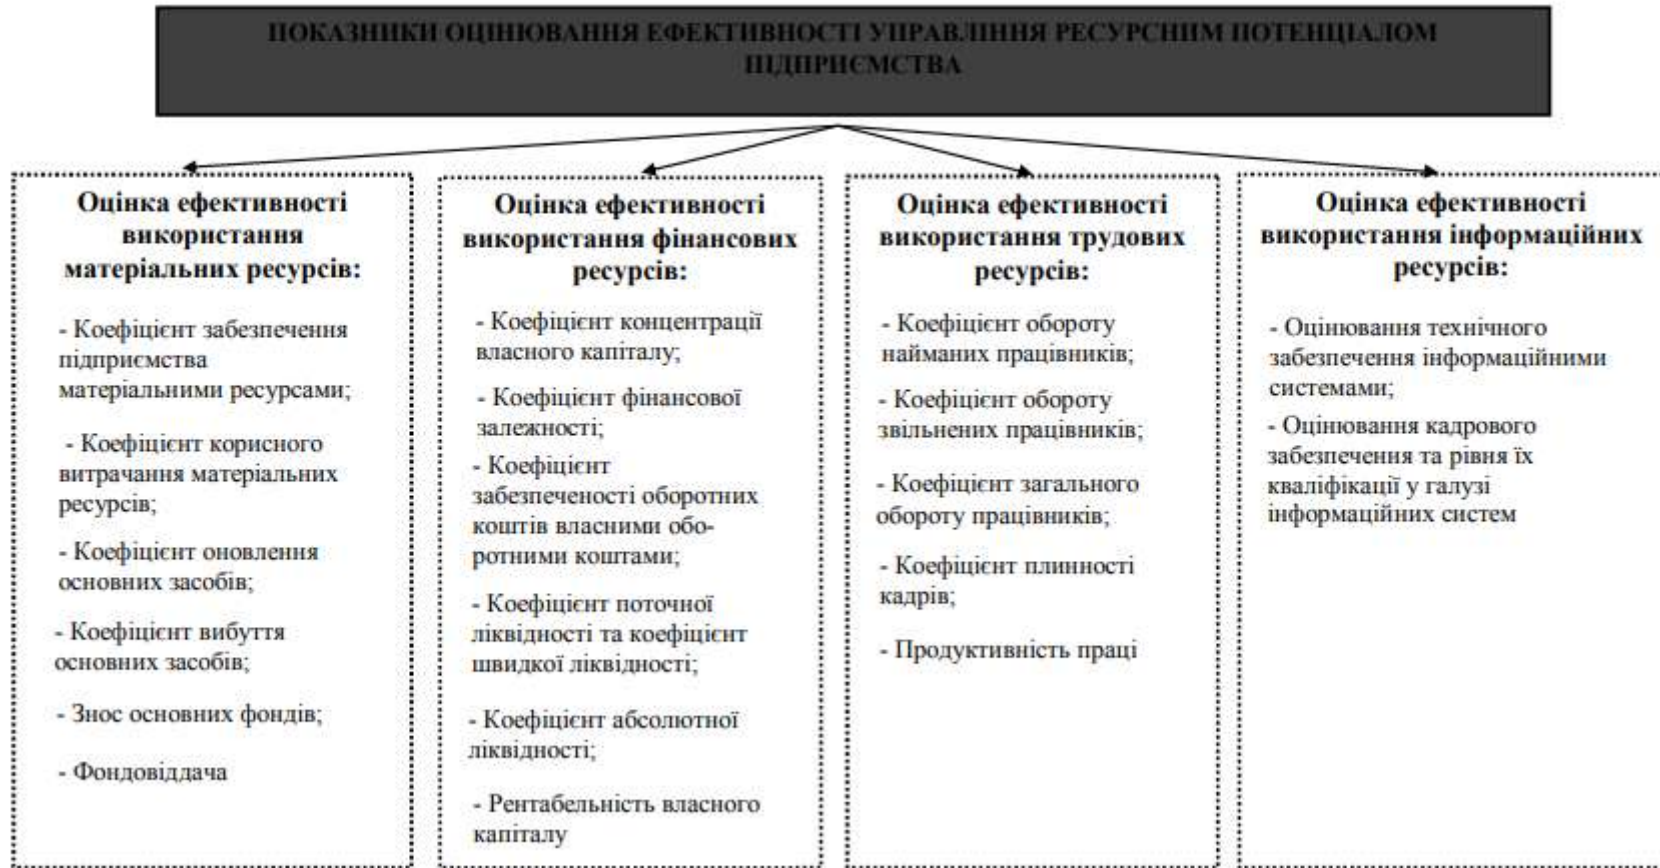 ПОКАЗНИКИ ОЦІНЮВАННЯ ЕФЕКТИВНОСТІ УПРАВЛІННЯ РЕСУРСНИМ ПОТЕНЦІАЛОМ
ПІДПРИЄМСТВА
Оцінка ефективності
використання
матеріальних ресурсів:
- Коефіцієнт забезпечення
підприємства
матеріальними ресурсами;
- Коефіцієнт корисного
витрачання матеріальних
ресурсів;
- Коефіцієнт оновлення
основних засобів;
- Коефіцієнт вибуття
основних засобів;
- Знос основних фондів;
- Фондовіддача
Оцінка ефективності
використання фінансових
ресурсів:
- Коефіцієнт концентрації
власного капіталу;
- Коефіцієнт фінансової
залежності;
- Коефіцієнт
забезпеченості оборотних
коштів власними обо-
ротними коштами;
- Коефіцієнт поточної
ліквідності та коефіцієнт
швидкої ліквідності;
- Коефіцієнт абсолютної
ліквідності;
- Рентабельність власного
капіталу
Оцінка ефективності
використання трудових
ресурсів:
- Коефіцієнт обороту
найманих працівників;
- Коефіцієнт обороту
звільнених працівників;
- Коефіцієнт загального
обороту працівників;
- Коефіцієнт плинності
кадрів;
- Продуктивність праці
Оцінка ефективності
використання інформаційних
ресурсів:
- Оцінювання технічного
забезпечення інформаційними
системами;
- Оцінювання кадрового
забезпечення та рівня їх
кваліфікації у галузі
інформаційних систем